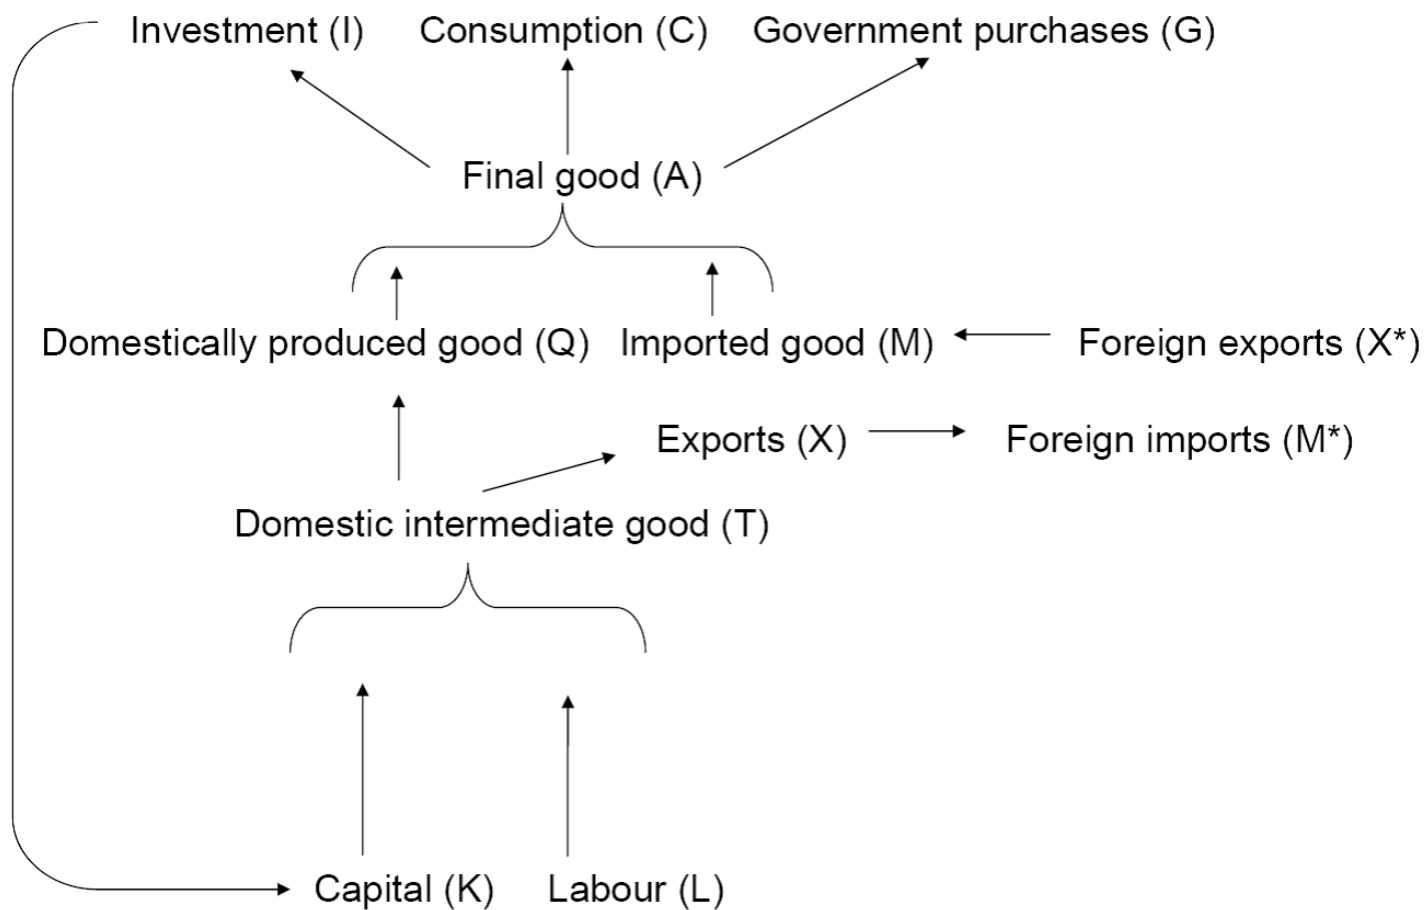 Investment (I) Consumption (C) Government purchases (G)
Final good (A)
Domestically produced good (Q) Imported good (M) Foreign exports (X*)
Exports (X) Foreign imports (M*)
Domestic intermediate good (T)
Capital (K) Labour (L)